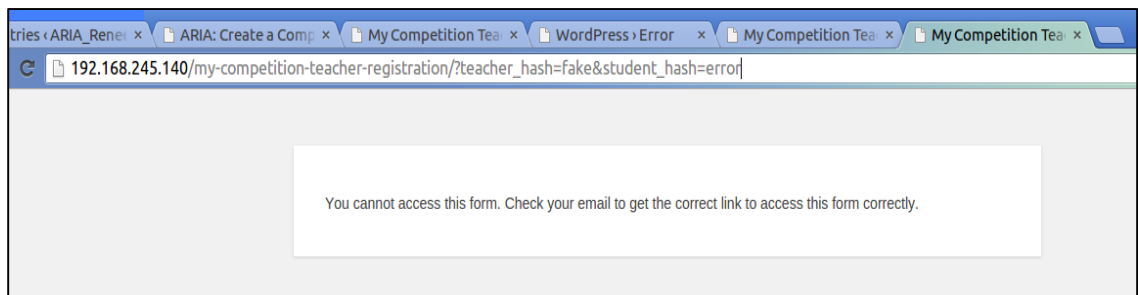 tries ‹ ARIA_Renee × ARIA: Create a Comp × My Competition Tea × WordPress › Error × My Competition Tea × My Competition Tea ×
192.168.245.140/my-competition-teacher-registration/?teacher_hash=fake&student_hash=error
You cannot access this form. Check your email to get the correct link to access this form correctly.